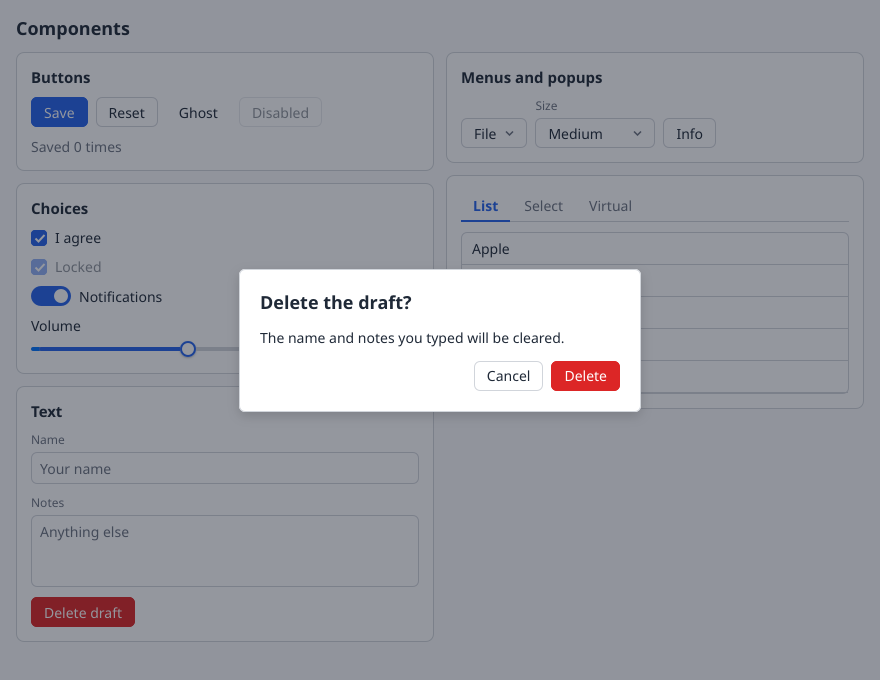 Components
Buttons
Save Reset Ghost Disabled
Saved 0 times
Choices
I agree
Locked
Notifications
Volume
Text
Name
Your name
Notes
Anything else
Delete draft
Menus and popups
Size
File Medium Info
List Select Virtual
Apple
Delete the draft?
The name and notes you typed will be cleared.
Cancel Delete